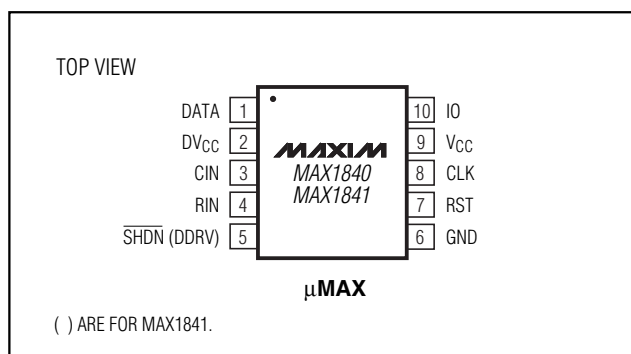 TOP VIEW
DATA 1
DVCC 2
CIN 3
RIN 4
SHDN (DDRV) 5
MAXIM
MAX1840
MAX1841
10 IO
9 VCC
8 CLK
7 RST
6 GND
µMAX
( ) ARE FOR MAX1841.